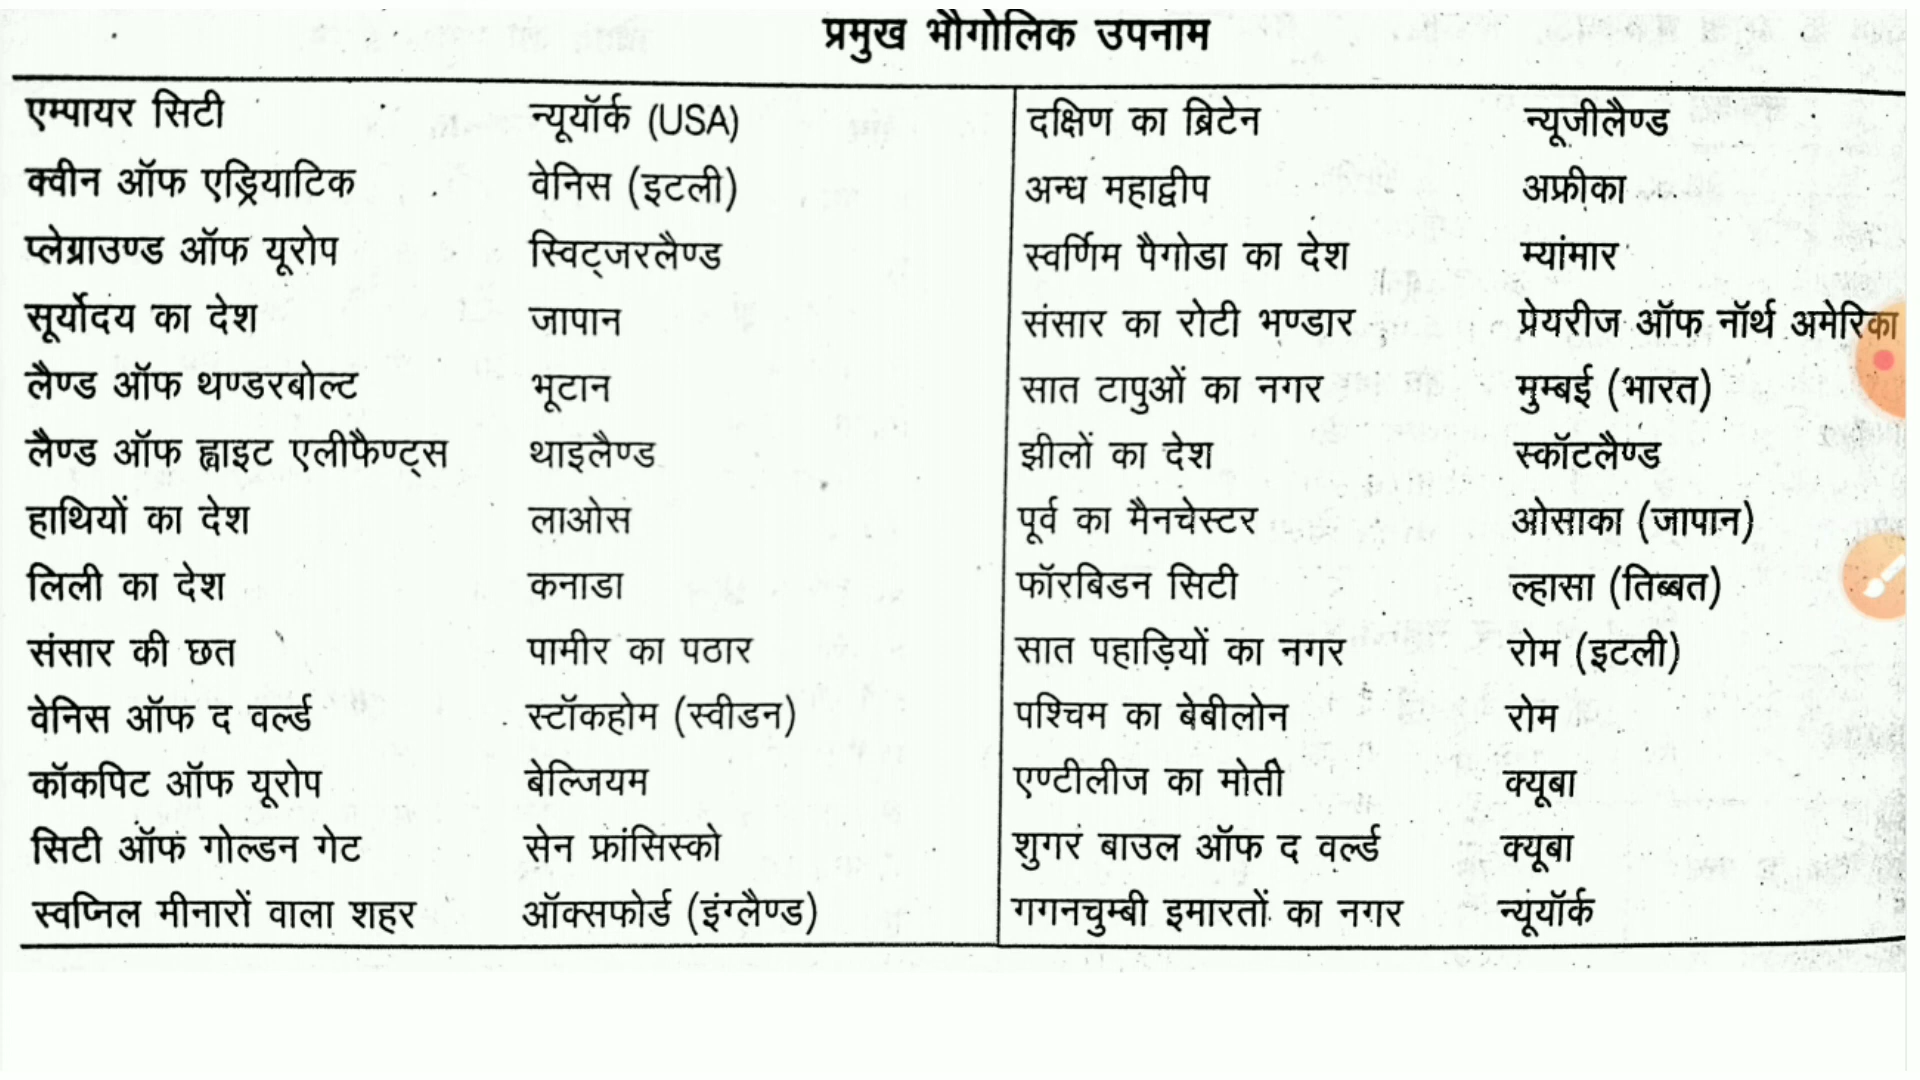 प्रमुख भौगोलिक उपनाम
एम्पायर सिटी न्यूयॉर्क (USA)
क्वीन ऑफ एड्रियाटिक वेनिस (इटली)
प्लेग्राउण्ड ऑफ यूरोप स्विट्जरलैण्ड
सूर्योदय का देश जापान
लैण्ड ऑफ थण्डरबोल्ट भूटान
लैण्ड ऑफ ह्वाइट एलीफैण्ट्स थाइलैण्ड
हाथियों का देश लाओस
लिली का देश कनाडा
संसार की छत पामीर का पठार
वेनिस ऑफ द वर्ल्ड स्टॉकहोम (स्वीडन)
कॉकपिट ऑफ यूरोप बेल्जियम
सिटी ऑफ गोल्डन गेट सेन फ्रांसिस्को
स्वप्निल मीनारों वाला शहर ऑक्सफोर्ड (इंग्लैण्ड)
दक्षिण का ब्रिटेन न्यूजीलैण्ड
अन्ध महाद्वीप अफ्रीका
स्वर्णिम पैगोडा का देश म्यांमार
संसार का रोटी भण्डार प्रेयरीज ऑफ नॉर्थ अमेरिका
सात टापुओं का नगर मुम्बई (भारत)
झीलों का देश स्कॉटलैण्ड
पूर्व का मैनचेस्टर ओसाका (जापान)
फॉरबिडन सिटी ल्हासा (तिब्बत)
सात पहाड़ियों का नगर रोम (इटली)
पश्चिम का बेबीलोन रोम
एण्टीलीज का मोती क्यूबा
शुगर बाउल ऑफ द वर्ल्ड क्यूबा
गगनचुम्बी इमारतों का नगर न्यूयॉर्क